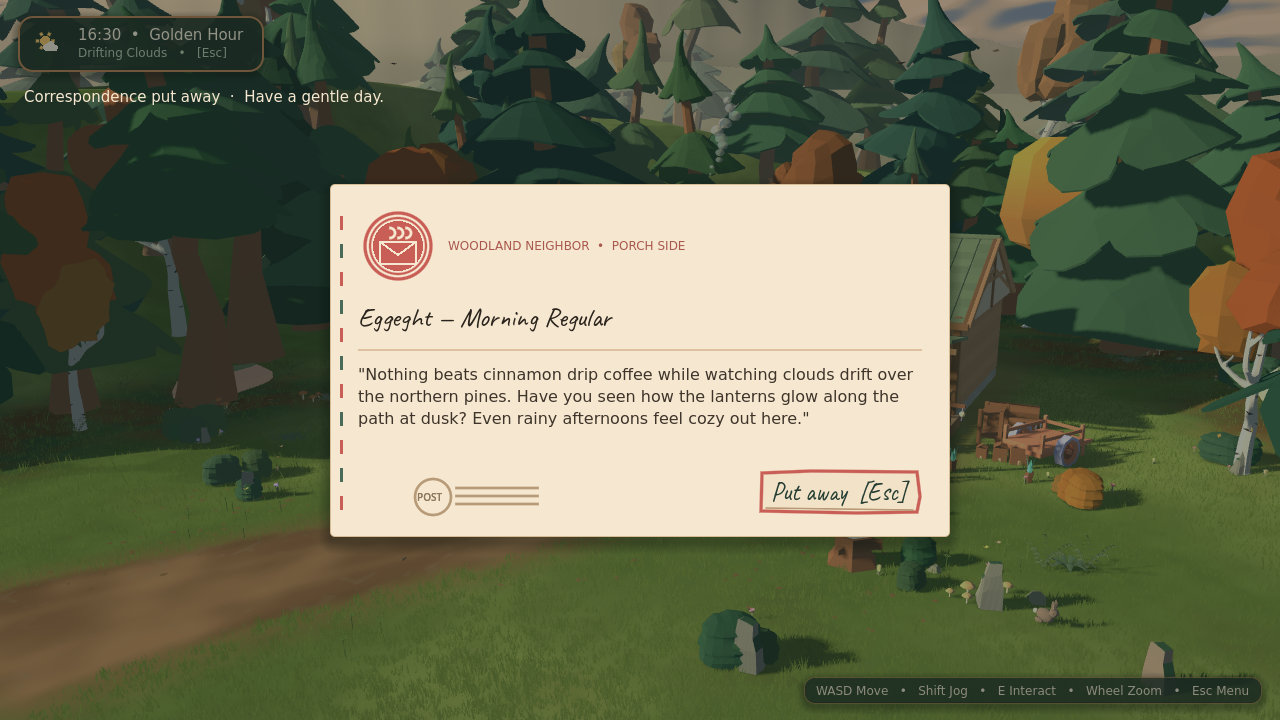 16:30 • Golden Hour
Drifting Clouds • [Esc]
Correspondence put away · Have a gentle day.
WOODLAND NEIGHBOR • PORCH SIDE
Eggeght — Morning Regular
"Nothing beats cinnamon drip coffee while watching clouds drift over
the northern pines. Have you seen how the lanterns glow along the
path at dusk? Even rainy afternoons feel cozy out here."
POST
Put away [Esc]
WASD Move • Shift Jog • E Interact • Wheel Zoom • Esc Menu